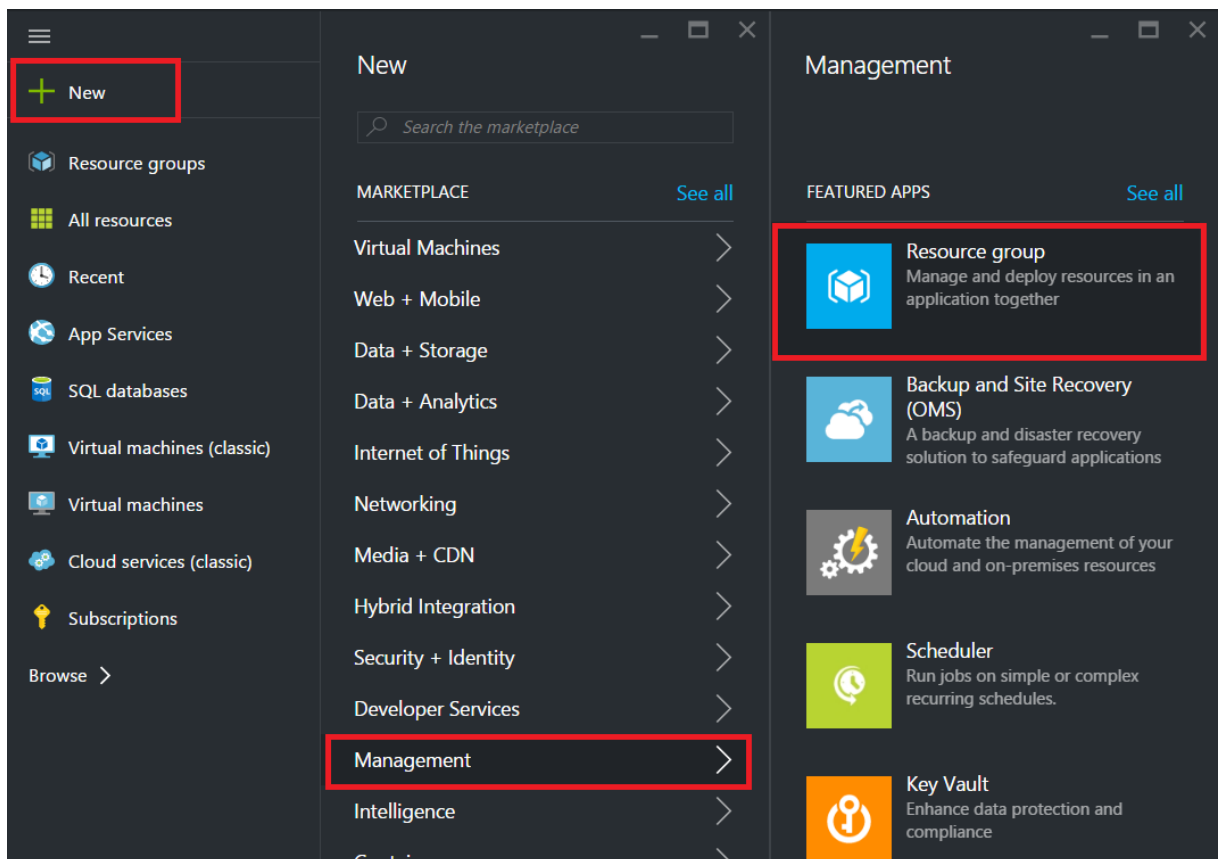 New
Resource groups
All resources
Recent
App Services
SQL
SQL databases
Virtual machines (classic)
Virtual machines
Cloud services (classic)
Subscriptions
Browse
New
Search the marketplace
MARKETPLACE
See all
Virtual Machines
Web + Mobile
Data + Storage
Data + Analytics
Internet of Things
Networking
Media + CDN
Hybrid Integration
Security + Identity
Developer Services
Management
Intelligence
Management
FEATURED APPS
See all
Resource group
Manage and deploy resources in an
application together
Backup and Site Recovery
(OMS)
A backup and disaster recovery
solution to safeguard applications
Automation
Automate the management of your
cloud and on-premises resources
Scheduler
Run jobs on simple or complex
recurring schedules.
Key Vault
Enhance data protection and
compliance